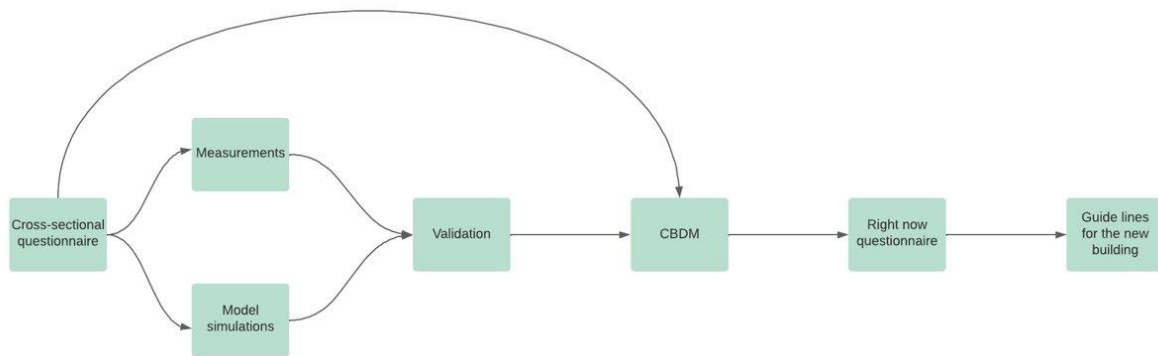 Measurements
Cross-sectional
questionnaire
Validation
CBDM
Right now
questionnaire
Guide lines
for the new
building
Model
simulations